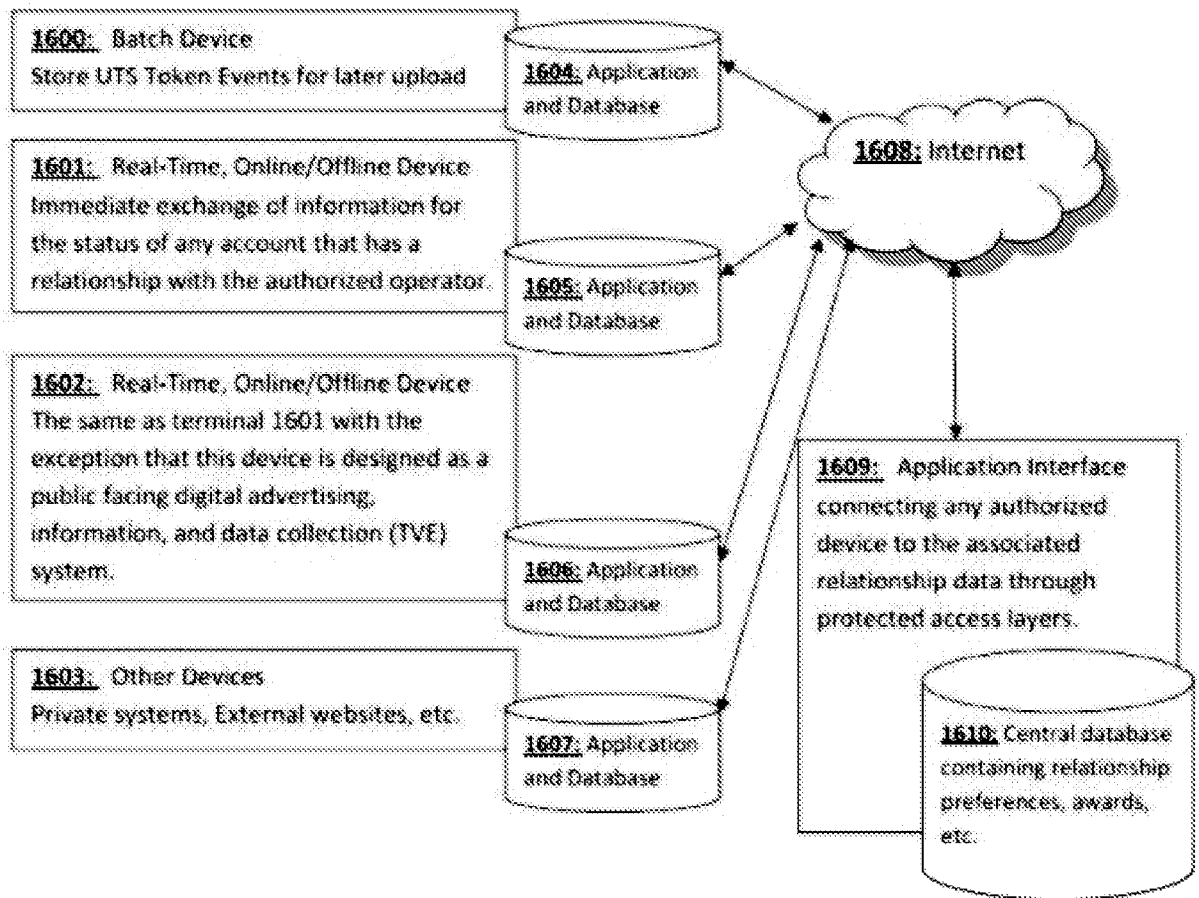 1600: Batch Device
Store UTS Token Events for later upload
1604: Application
and Database
1601: Real-Time, Online/Offline Device
Immediate exchange of information for
the status of any account that has a
relationship with the authorized operator.
1605: Application
and Database
1608: Internet
1602: Real-Time, Online/Offline Device
The same as terminal 1601 with the
exception that this device is designed as a
public facing digital advertising,
information, and data collection (TVE)
system.
1606: Application
and Database
1603: Other Devices
Private systems, External websites, etc.
1607: Application
and Database
1609: Application Interface
connecting any authorized
device to the associated
relationship data through
protected access layers.
1610: Central database
containing relationship
preferences, awards,
etc.